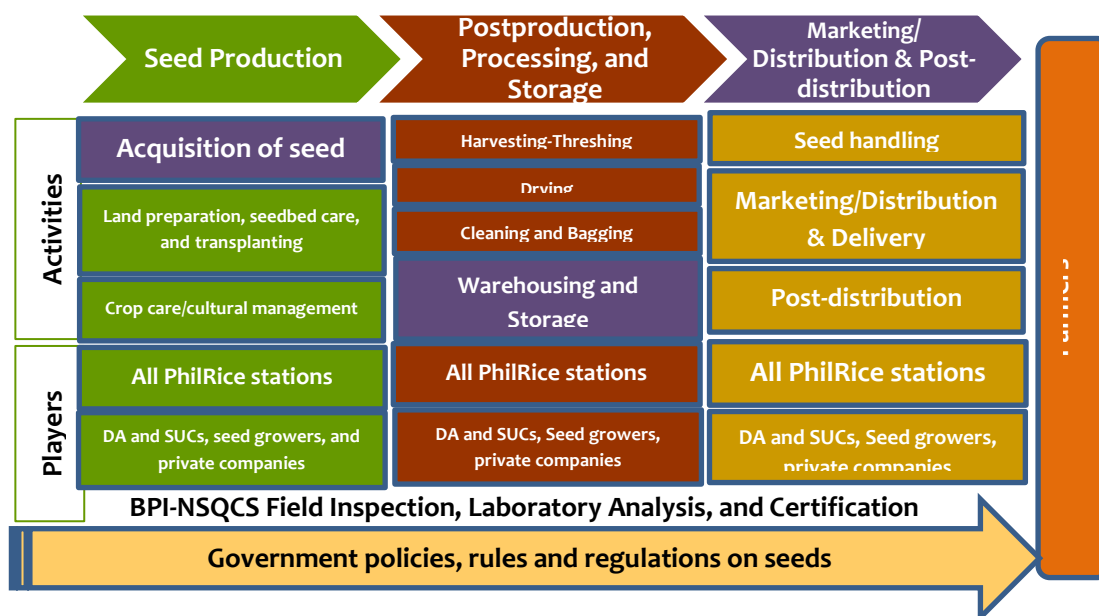 Seed Production
Postproduction,
Processing, and
Storage
Marketing/
Distribution & Post-
distribution
Activities
Acquisition of seed
Land preparation, seedbed care,
and transplanting
Crop care/cultural management
Harvesting-Threshing
Drying
Cleaning and Bagging
Warehousing and
Storage
Seed handling
Marketing/Distribution
& Delivery
Post-distribution
Players
All PhilRice stations
DA and SUCs, seed growers, and
private companies
All PhilRice stations
DA and SUCs, Seed growers,
private companies
All PhilRice stations
DA and SUCs, Seed growers,
private companies
Farmers
BPI-NSQCS Field Inspection, Laboratory Analysis, and Certification
Government policies, rules and regulations on seeds